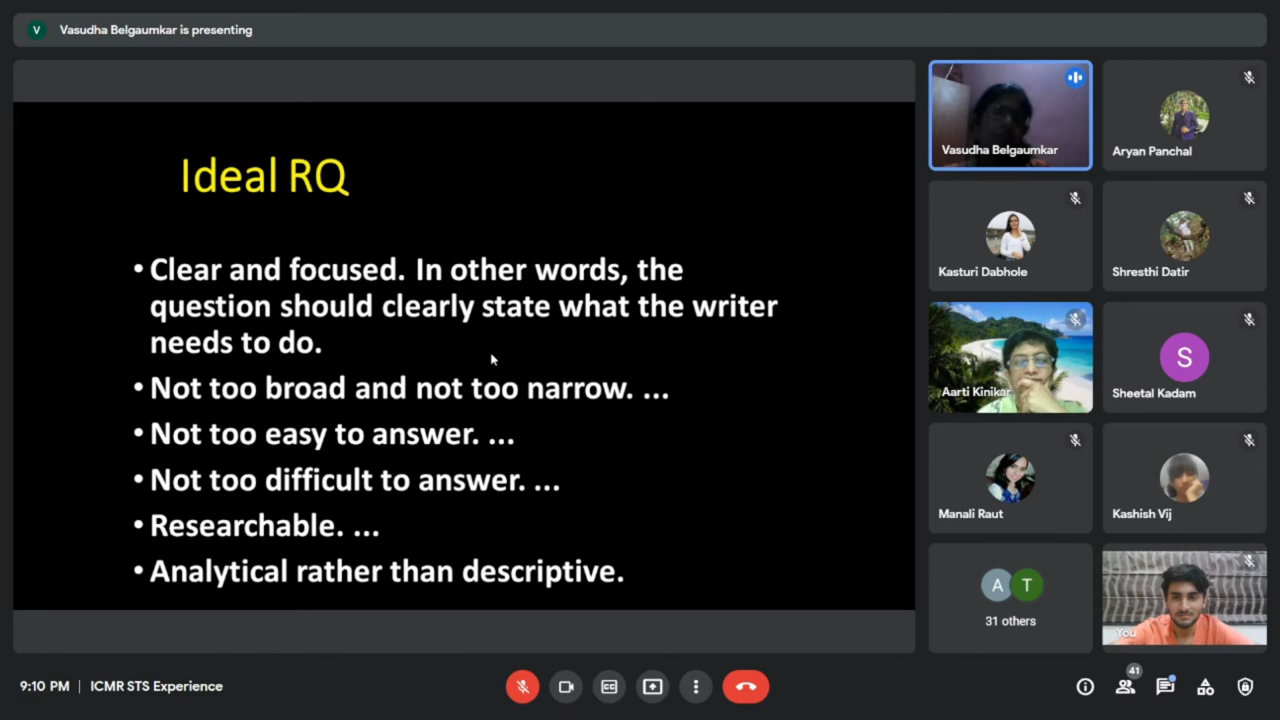 V Vasudha Belgaumkar is presenting
Ideal RQ
• Clear and focused. In other words, the
question should clearly state what the writer
needs to do.
• Not too broad and not too narrow. ...
• Not too easy to answer. ...
• Not too difficult to answer. ...
• Researchable. ...
• Analytical rather than descriptive.
Vasudha Belgaumkar
Aryan Panchal
Kasturi Dabhole
Shresthi Datir
Aarti Kinikar
S
Sheetal Kadam
Manali Raut
Kashish Vij
A T
31 others
You
9:10 PM | ICMR STS Experience
CC
41